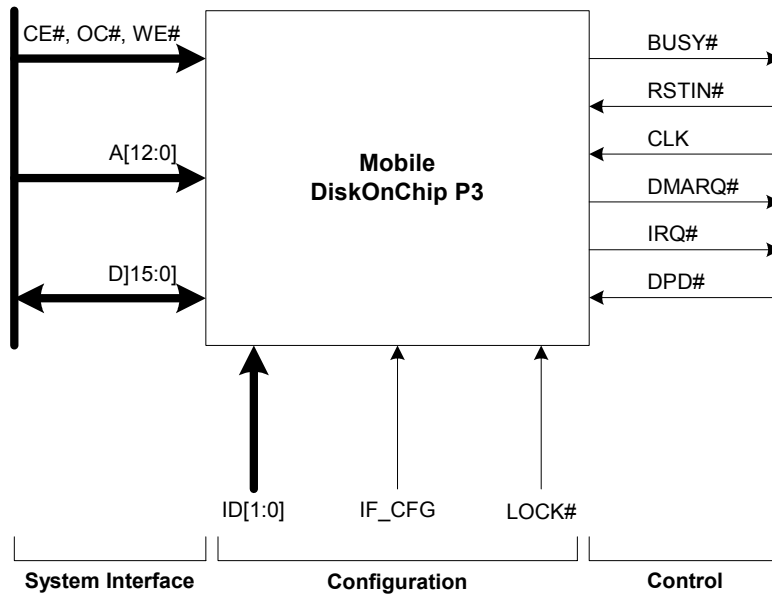 CE#, OC#, WE#
A[12:0]
D]15:0]
Mobile
DiskOnChip P3
BUSY#
RSTIN#
CLK
DMARQ#
IRQ#
DPD#
ID[1:0]
IF_CFG
LOCK#
System Interface
Configuration
Control